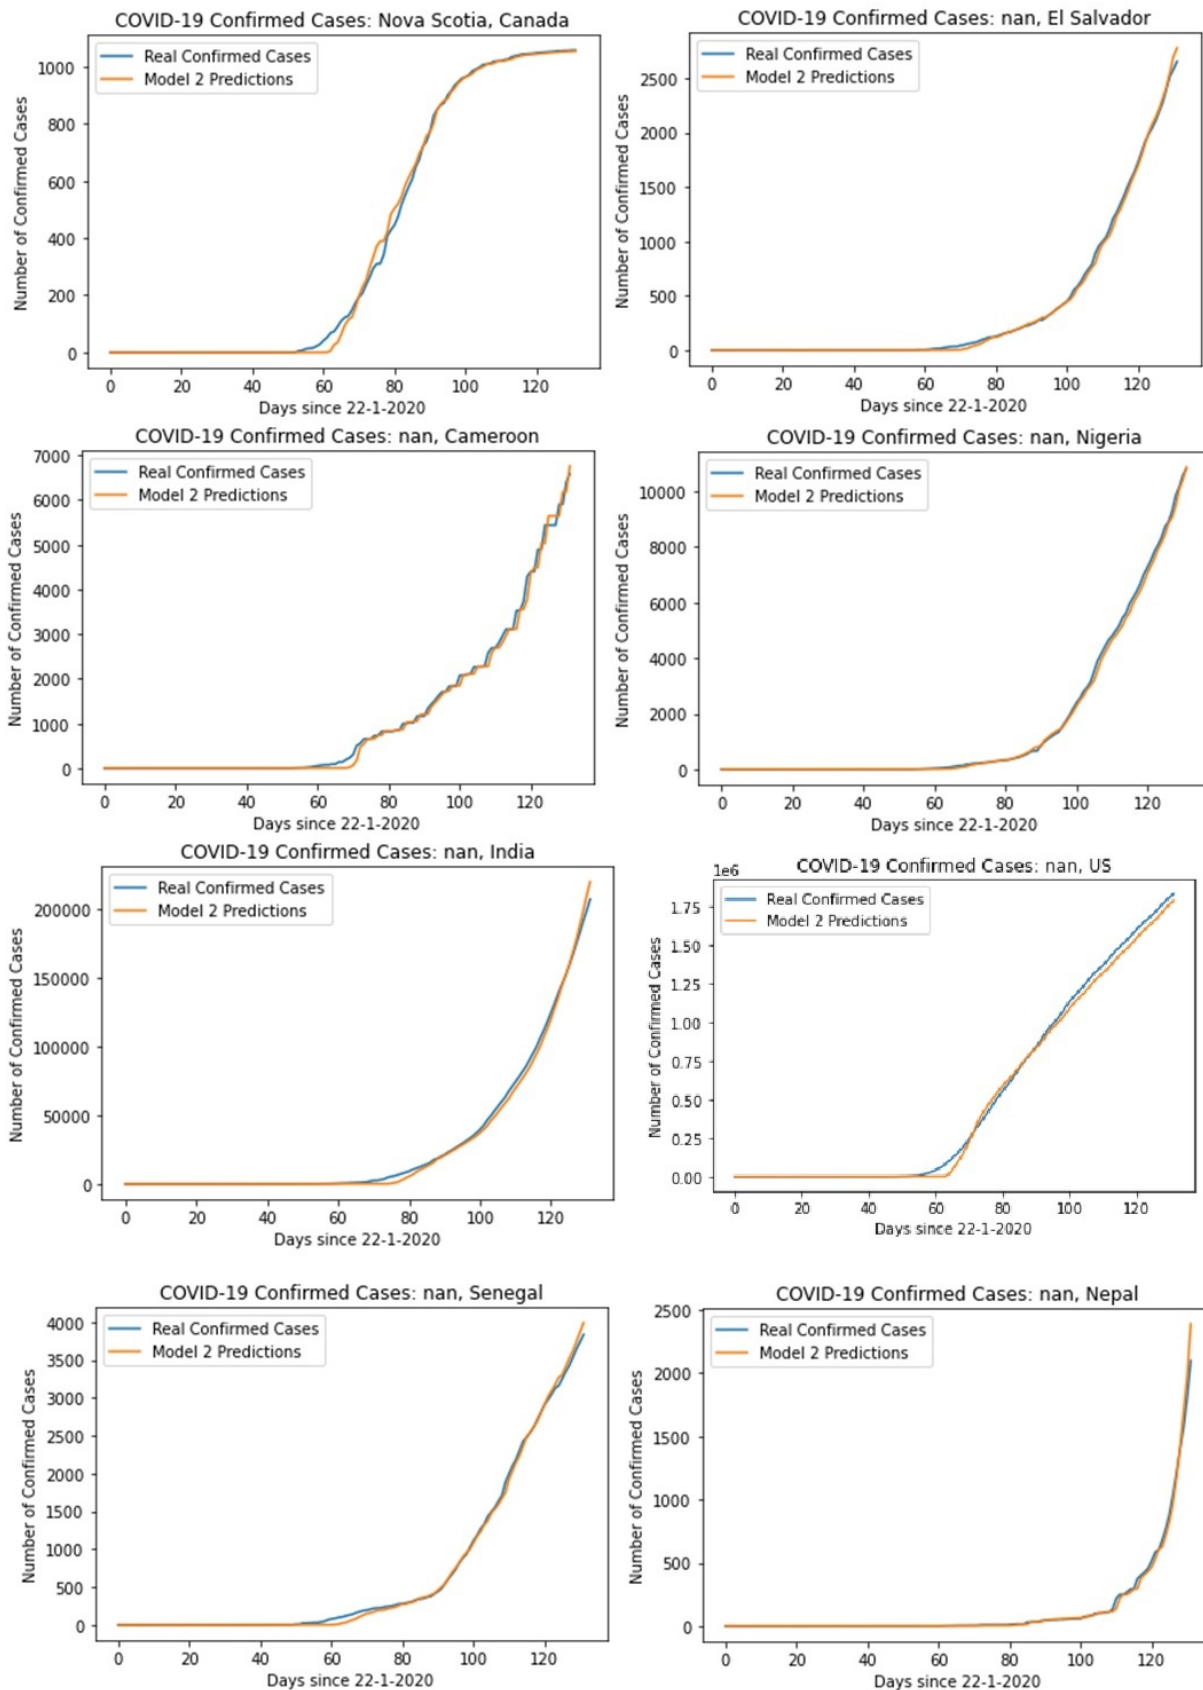 COVID-19 Confirmed Cases: Nova Scotia, Canada
Real Confirmed Cases
Model 2 Predictions
Number of Confirmed Cases
1000
800
600
400
200
0
0 20 40 60 80 100 120
Days since 22-1-2020
COVID-19 Confirmed Cases: nan, El Salvador
Real Confirmed Cases
Model 2 Predictions
Number of Confirmed Cases
2500
2000
1500
1000
500
0
0 20 40 60 80 100 120
Days since 22-1-2020
COVID-19 Confirmed Cases: nan, Cameroon
Real Confirmed Cases
Model 2 Predictions
Number of Confirmed Cases
7000
6000
5000
4000
3000
2000
1000
0
0 20 40 60 80 100 120
Days since 22-1-2020
COVID-19 Confirmed Cases: nan, Nigeria
Real Confirmed Cases
Model 2 Predictions
Number of Confirmed Cases
10000
8000
6000
4000
2000
0
0 20 40 60 80 100 120
Days since 22-1-2020
COVID-19 Confirmed Cases: nan, India
Real Confirmed Cases
Model 2 Predictions
Number of Confirmed Cases
200000
150000
100000
50000
0
0 20 40 60 80 100 120
Days since 22-1-2020
1e6 COVID-19 Confirmed Cases: nan, US
Real Confirmed Cases
Model 2 Predictions
Number of Confirmed Cases
1.75
1.50
1.25
1.00
0.75
0.50
0.25
0.00
0 20 40 60 80 100 120
Days since 22-1-2020
COVID-19 Confirmed Cases: nan, Senegal
Real Confirmed Cases
Model 2 Predictions
Number of Confirmed Cases
4000
3500
3000
2500
2000
1500
1000
500
0
0 20 40 60 80 100 120
Days since 22-1-2020
COVID-19 Confirmed Cases: nan, Nepal
Real Confirmed Cases
Model 2 Predictions
Number of Confirmed Cases
2500
2000
1500
1000
500
0
0 20 40 60 80 100 120
Days since 22-1-2020